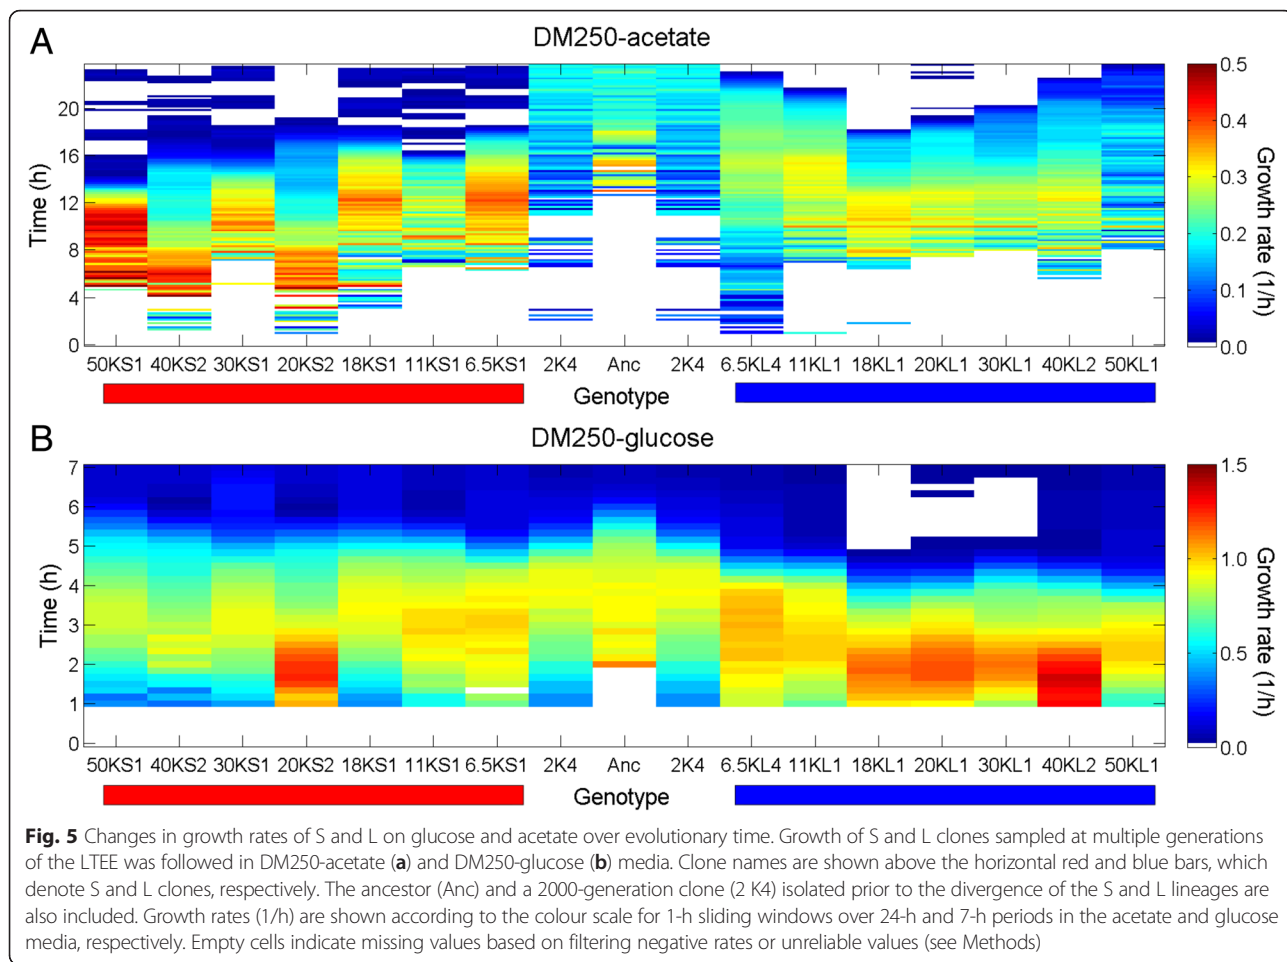 A
DM250-acetate
20
16
12
8
4
0
Time (h)
0.5
0.4
0.3
0.2
0.1
0.0
Growth rate (1/h)
50KS1 40KS2 30KS1 20KS2 18KS1 11KS1 6.5KS1 2K4 Anc 2K4 6.5KL4 11KL1 18KL1 20KL1 30KL1 40KL2 50KL1
Genotype
B
DM250-glucose
7
6
5
4
3
2
1
0
Time (h)
1.5
1.0
0.5
0.0
Growth rate (1/h)
50KS1 40KS2 30KS1 20KS2 18KS1 11KS1 6.5KS1 2K4 Anc 2K4 6.5KL4 11KL1 18KL1 20KL1 30KL1 40KL2 50KL1
Genotype
Fig. 5 Changes in growth rates of S and L on glucose and acetate over evolutionary time. Growth of S and L clones sampled at multiple generations
of the LTEE was followed in DM250-acetate (a) and DM250-glucose (b) media. Clone names are shown above the horizontal red and blue bars, which
denote S and L clones, respectively. The ancestor (Anc) and a 2000-generation clone (2 K4) isolated prior to the divergence of the S and L lineages are
also included. Growth rates (1/h) are shown according to the colour scale for 1-h sliding windows over 24-h and 7-h periods in the acetate and glucose
media, respectively. Empty cells indicate missing values based on filtering negative rates or unreliable values (see Methods)